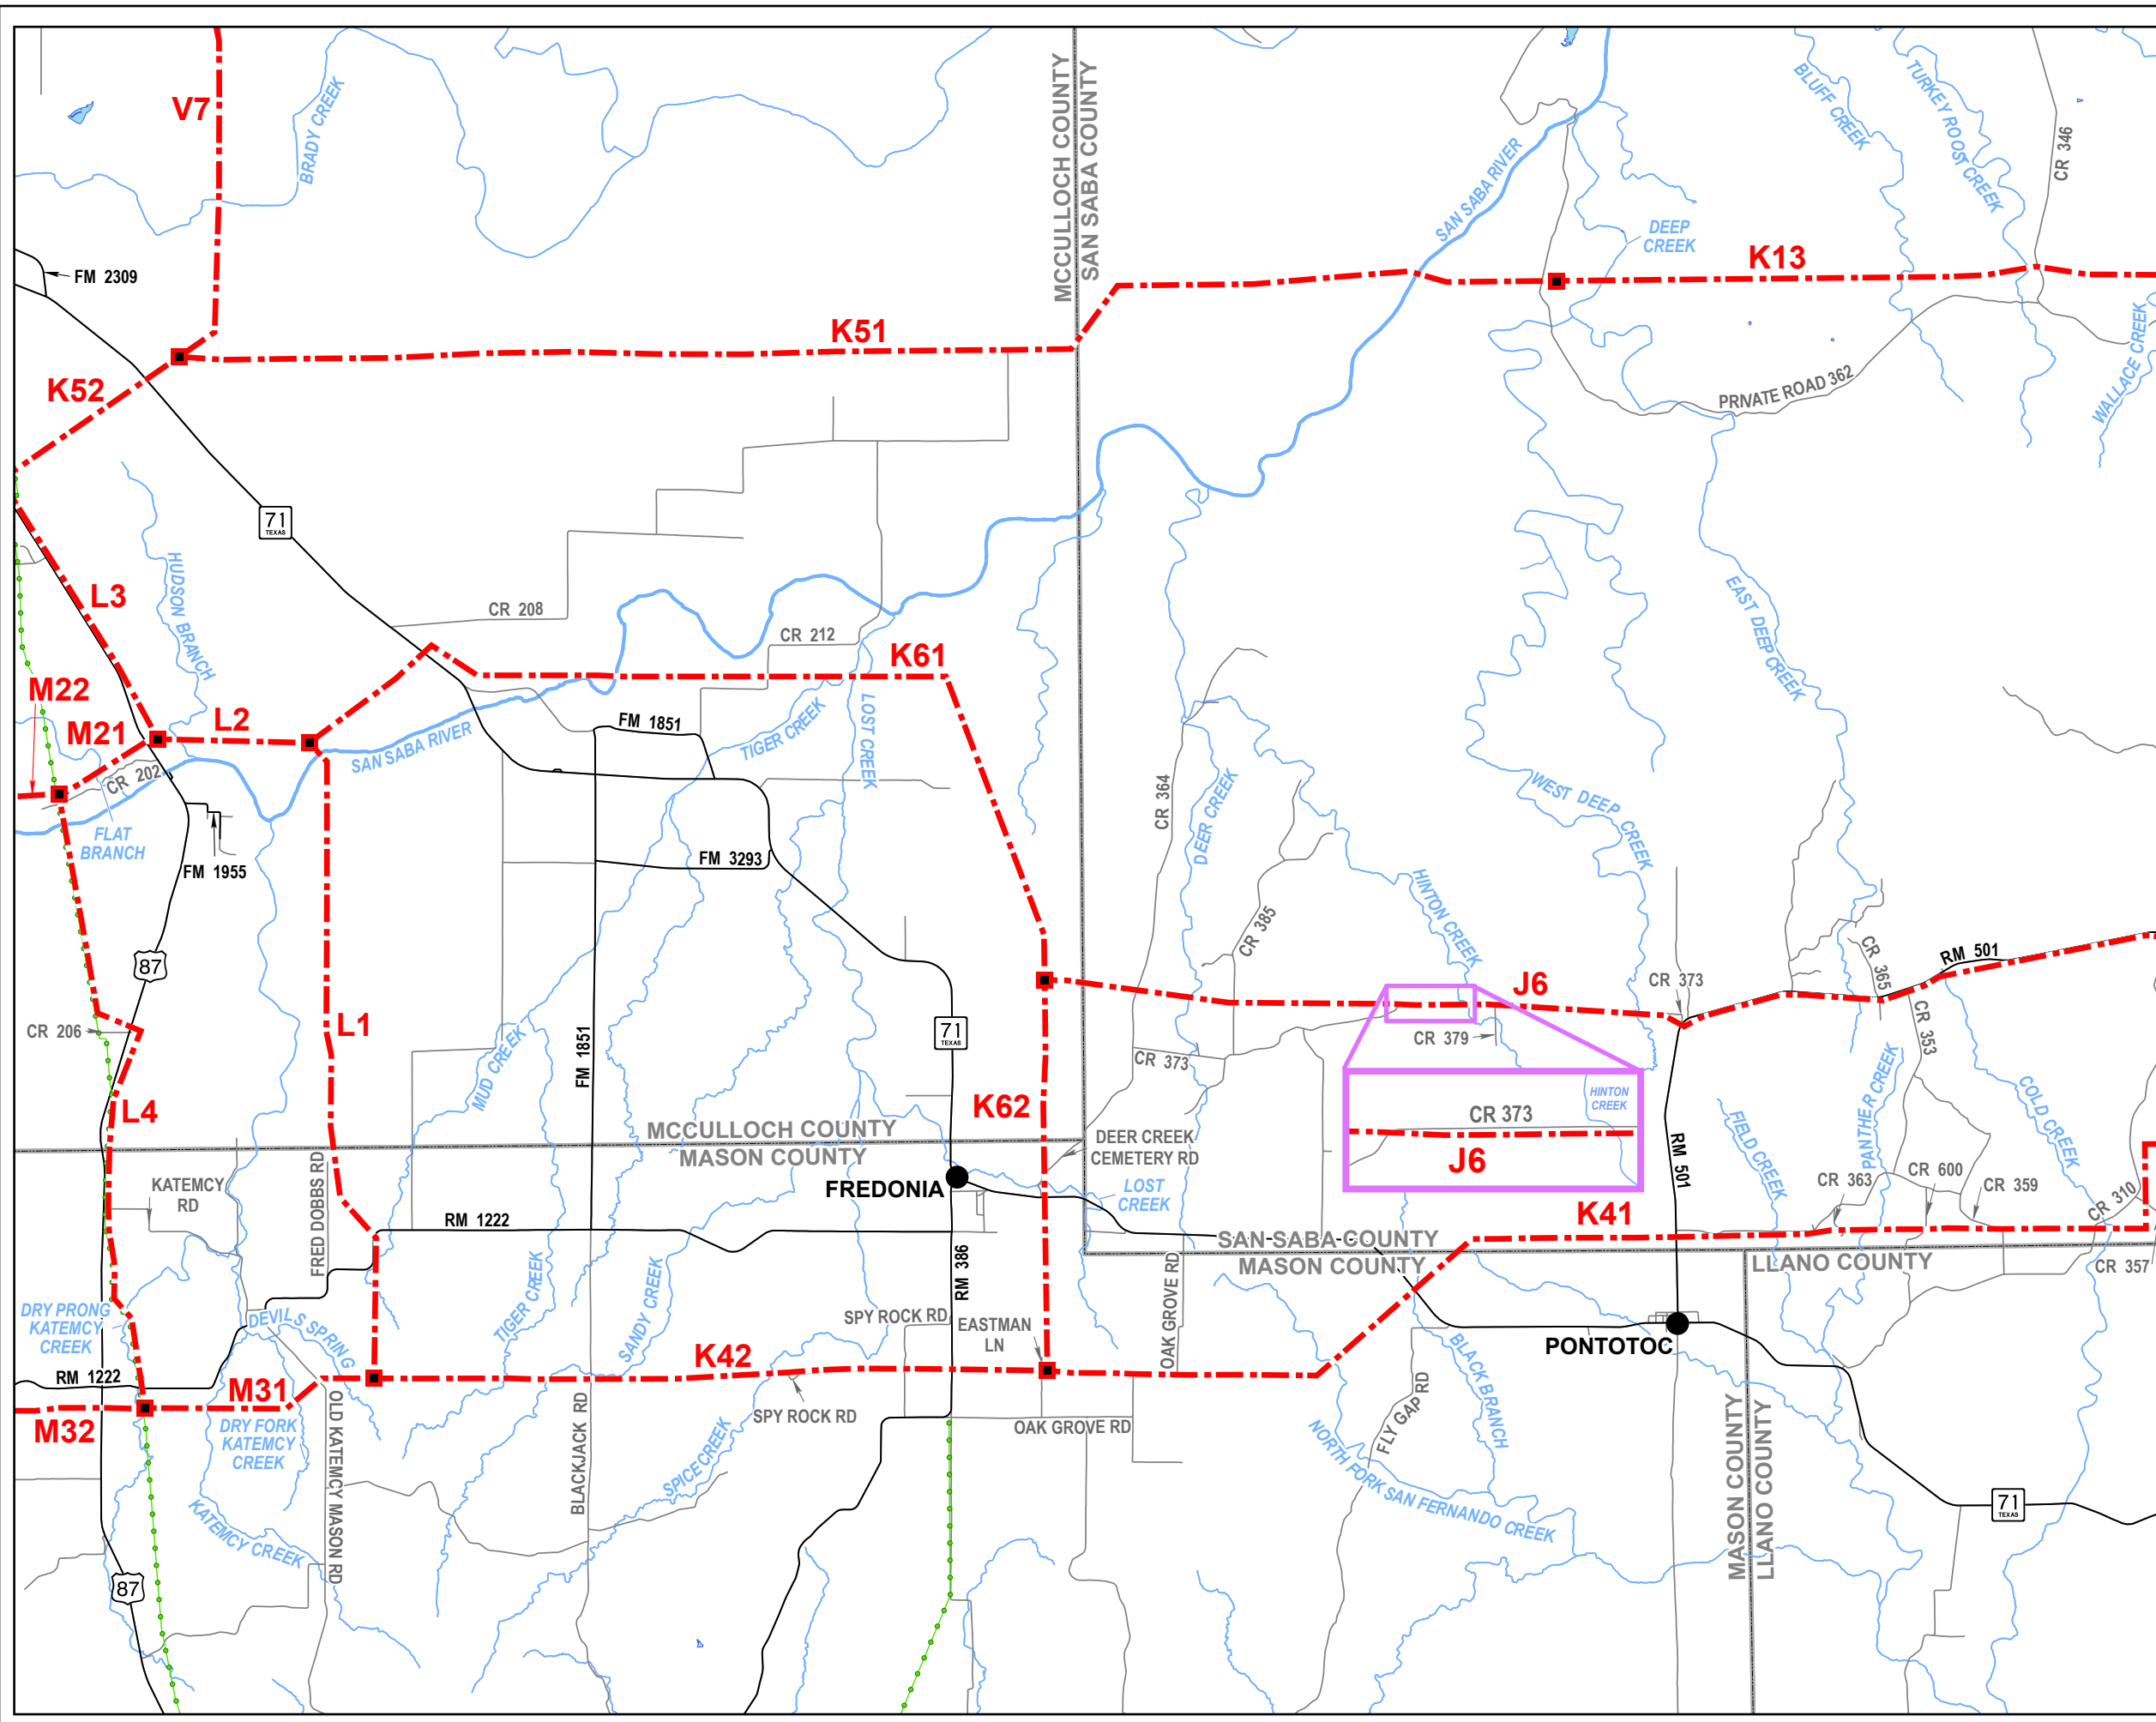 V7
BRADY CREEK
MCCULLOCH COUNTY
SAN SABA COUNTY
SAN SABA RIVER
BLUFF CREEK
TURKEY ROOST CREEK
CR 346
DEEP
CREEK
K13
FM 2309
K51
K52
PRIVATE ROAD 362
WALLACE CREEK
71
TEXAS
HUDSON BRANCH
L3
CR 208
CR 212
K61
EAST DEEP CREEK
M22
M21
L2
CR 202
SAN SABA RIVER
FM 1851
TIGER CREEK
LOST CREEK
CR 364
DEER CREEK
WEST DEEP CREEK
FLAT
BRANCH
FM 1955
FM 3293
HINTON CREEK
CR 385
87
CR 365
RM 501
CR 373
J6
CR 206
L1
71
TEXAS
CR 379
CR 353
MUD CREEK
FM 1851
CR 373
PANTHER CREEK
COLD CREEK
L4
K62
HINTON
CREEK
CR 373
J6
FIELD CREEK
MCCULLOCH COUNTY
MASON COUNTY
DEER CREEK
CEMETERY RD
RM 501
KATEMCY
RD
FRED DOBBS RD
FREDONIA
LOST
CREEK
CR 363
CR 600
CR 359
CR 310
RM 1222
K41
SAN SABA COUNTY
MASON COUNTY
LLANO COUNTY
CR 357
DRY PRONG
KATEMCY
CREEK
DEVILS SPRING
TIGER CREEK
SANDY CREEK
RM 386
SPY ROCK RD
EASTMAN
LN
OAK GROVE RD
PONTOTOC
K42
BLACK BRANCH
RM 1222
M31
M32
DRY FORK
KATEMCY
CREEK
OLD KATEMCY MASON RD
BLACKJACK RD
SPY ROCK RD
SPICE CREEK
OAK GROVE RD
FLY GAP RD
NORTH FORK SAN FERNANDO CREEK
MASON COUNTY
LLANO COUNTY
71
TEXAS
KATEMCY CREEK
87